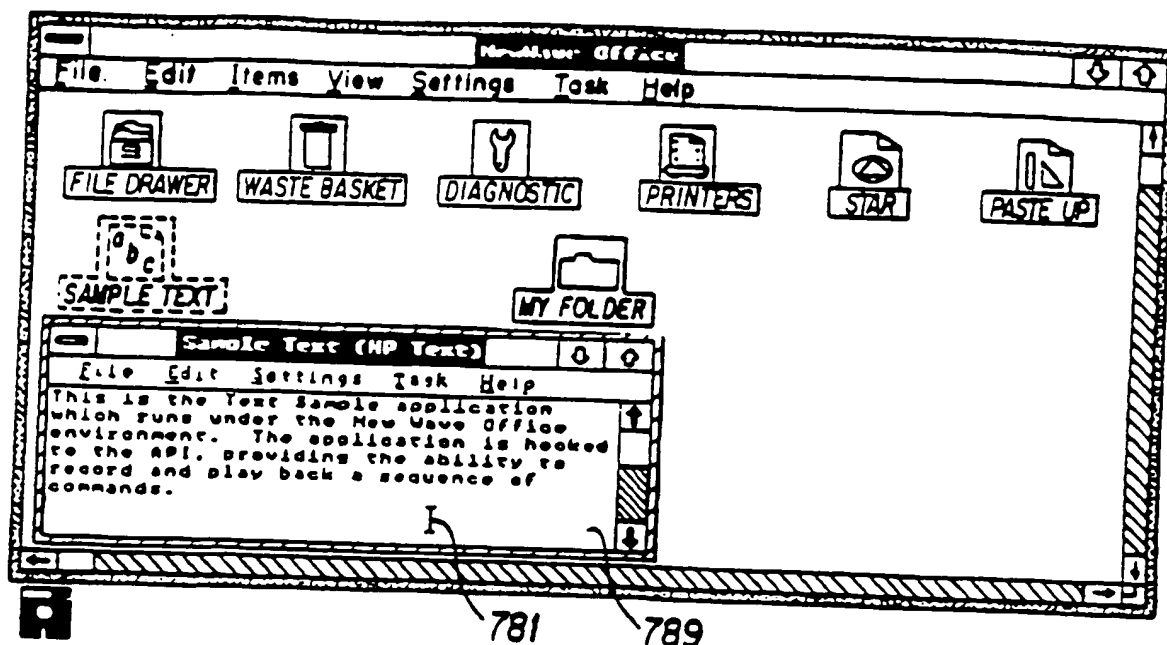 NewWave Office
File. Edit Items View Settings Task Help
FILE DRAWER WASTE BASKET DIAGNOSTIC PRINTERS STAR PASTE UP
abc
SAMPLE TEXT MY FOLDER
Sample Text (HP Text)
File Edit Settings Task Help
This is the Text Sample application
which runs under the New Wave Office
environment. The application is hooked
to the API, providing the ability to
record and play back a sequence of
commands.
781 789